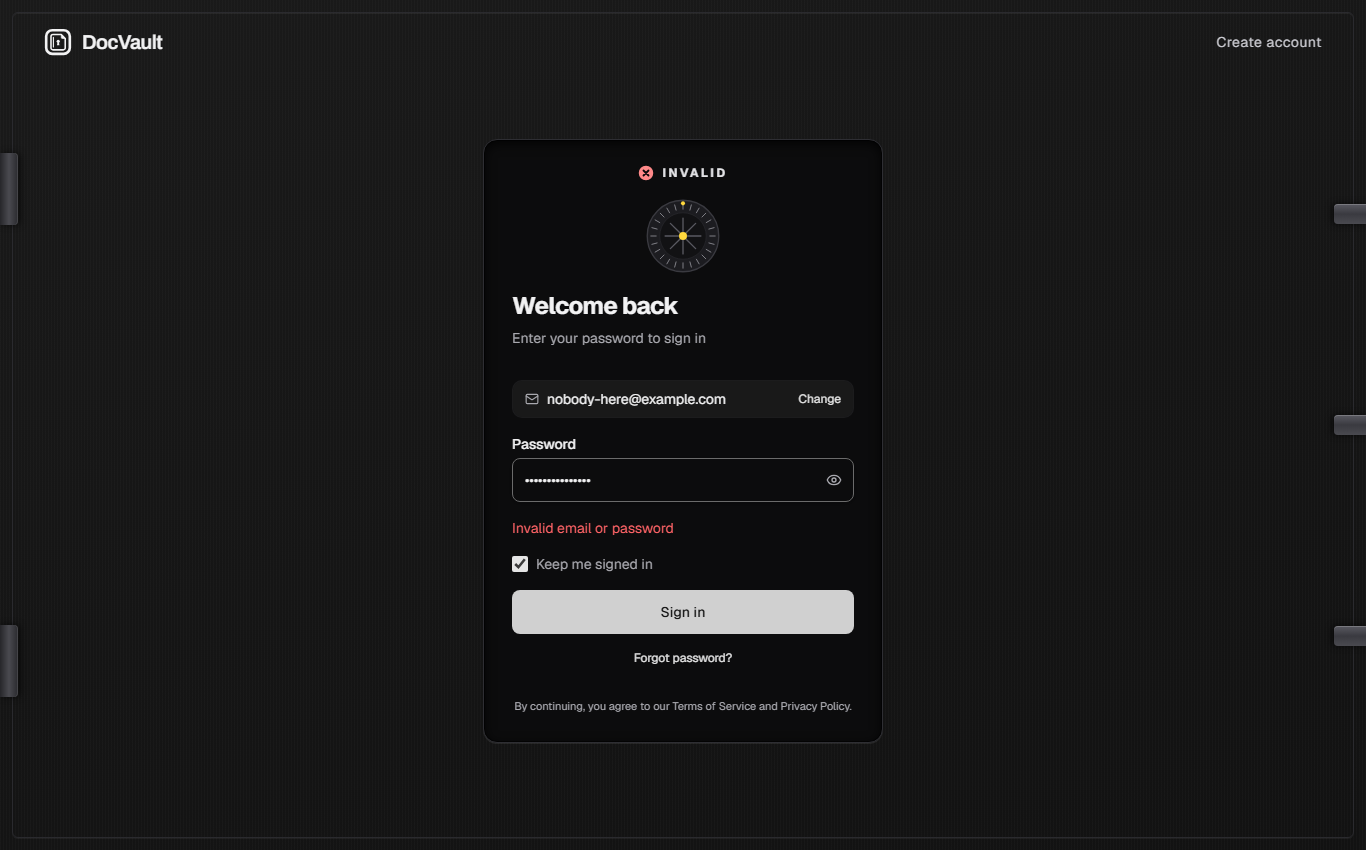 DocVault
Create account
INVALID
Welcome back
Enter your password to sign in
nobody-here@example.com
Change
Password
•••••••••••••••
Invalid email or password
Keep me signed in
Sign in
Forgot password?
By continuing, you agree to our Terms of Service and Privacy Policy.